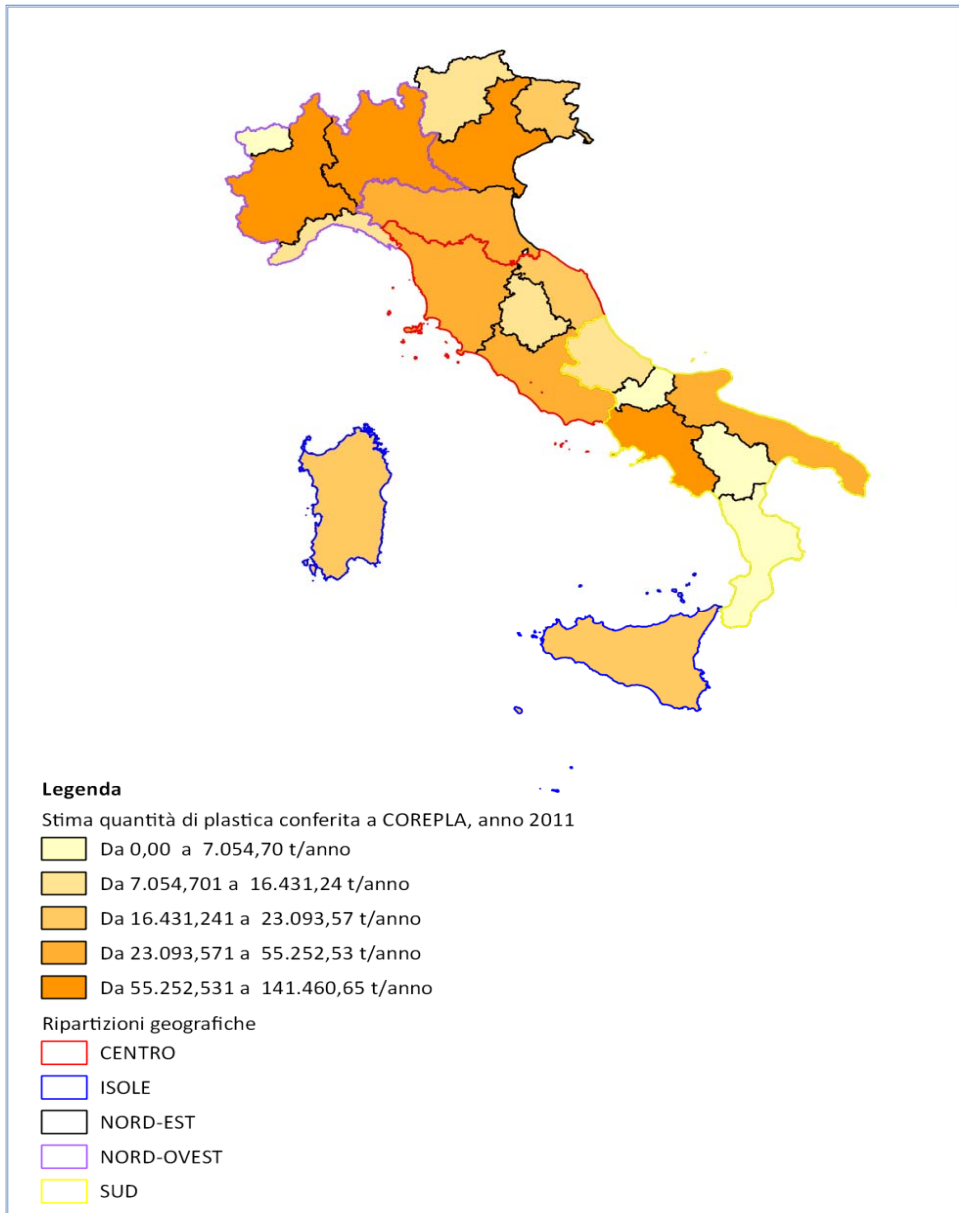 Legenda
Stima quantità di plastica conferita a COREPLA, anno 2011
Da 0,00 a 7.054,70 t/anno
Da 7.054,701 a 16.431,24 t/anno
Da 16.431,241 a 23.093,57 t/anno
Da 23.093,571 a 55.252,53 t/anno
Da 55.252,531 a 141.460,65 t/anno
Ripartizioni geografiche
CENTRO
ISOLE
NORD-EST
NORD-OVEST
SUD